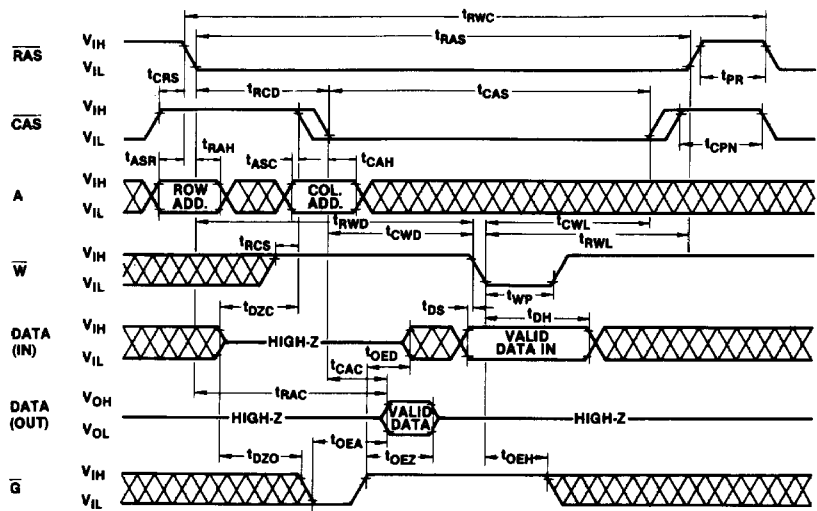 tRWC
tRAS
RAS VIH VIL
tCRS tRCD tCAS tPR
CAS VIH VIL
tASR tRAH tASC tCAH tCPN
A VIH VIL ROW ADD. COL. ADD.
tRWD tCWL
tCWD tRWL
tRCS
W VIH VIL
tDZC tDS tWP tDH
DATA (IN) VIH VIL HIGH-Z VALID DATA IN
tOED
tCAC
tRAC
DATA (OUT) VOH VOL HIGH-Z VALID DATA HIGH-Z
tOEA
tDZO tOEZ tOEH
G VIH VIL